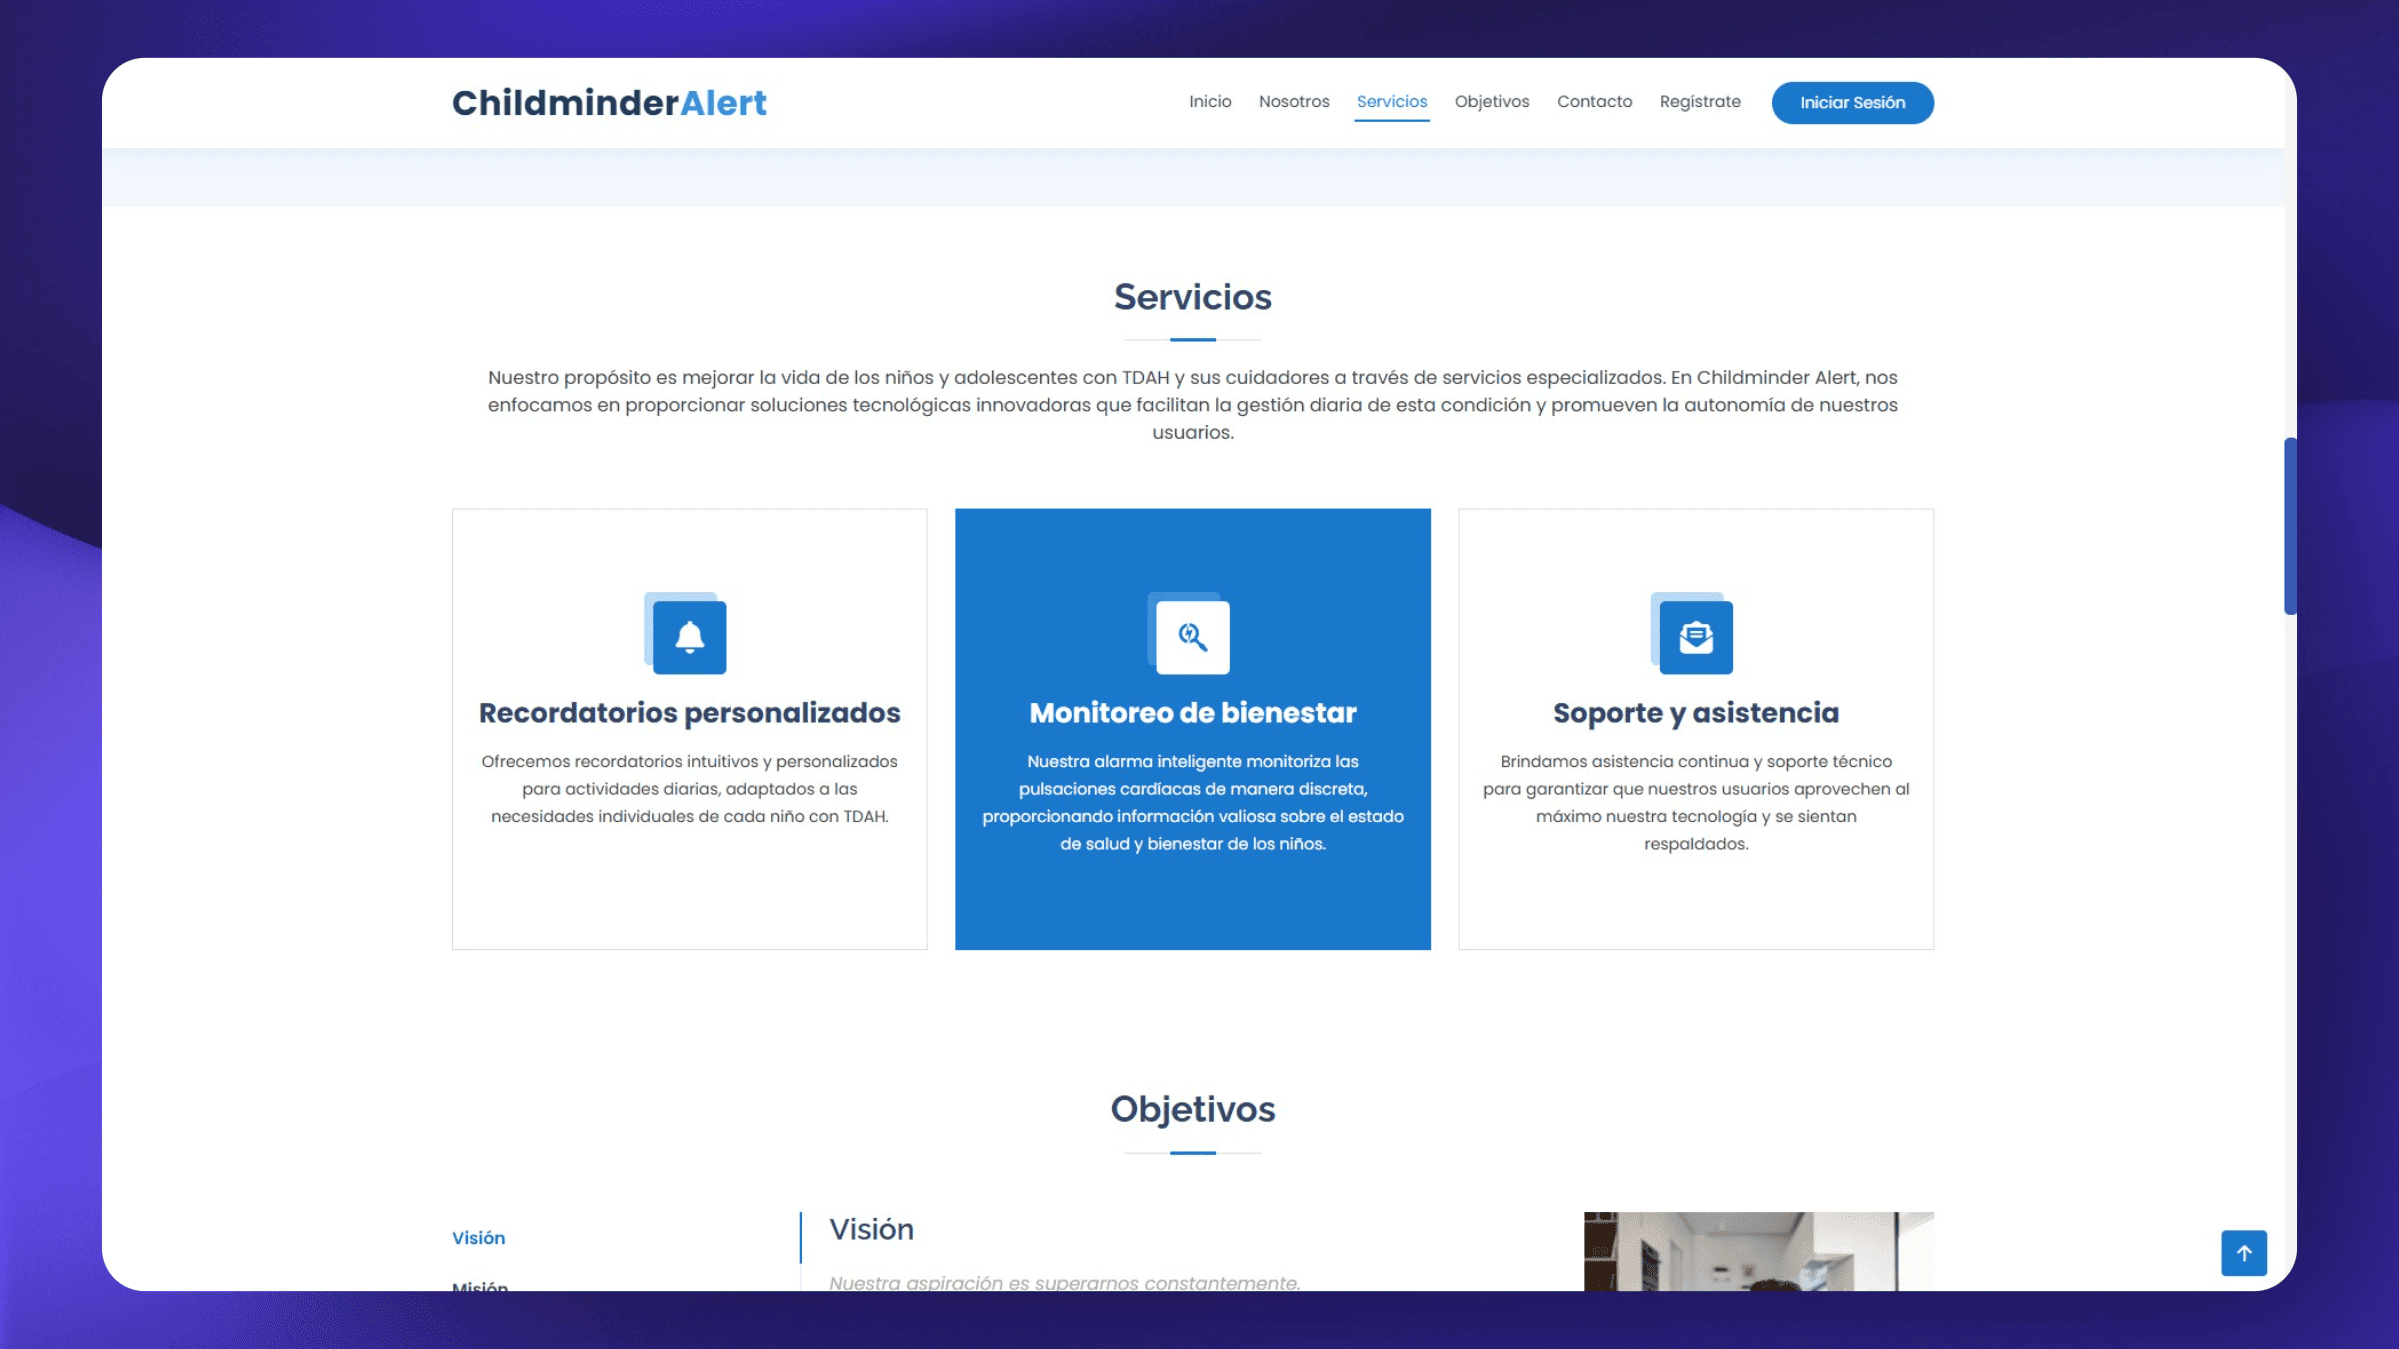 ChildminderAlert
Inicio
Nosotros
Servicios
Objetivos
Contacto
Regístrate
Iniciar Sesión
Servicios
Nuestro propósito es mejorar la vida de los niños y adolescentes con TDAH y sus cuidadores a través de servicios especializados. En Childminder Alert, nos
enfocamos en proporcionar soluciones tecnológicas innovadoras que facilitan la gestión diaria de esta condición y promueven la autonomía de nuestros
usuarios.
Recordatorios personalizados
Ofrecemos recordatorios intuitivos y personalizados
para actividades diarias, adaptados a las
necesidades individuales de cada niño con TDAH.
Monitoreo de bienestar
Nuestra alarma inteligente monitoriza las
pulsaciones cardíacas de manera discreta,
proporcionando información valiosa sobre el estado
de salud y bienestar de los niños.
Soporte y asistencia
Brindamos asistencia continua y soporte técnico
para garantizar que nuestros usuarios aprovechen al
máximo nuestra tecnología y se sientan
respaldados.
Objetivos
Visión
Misión
Visión
Nuestra aspiración es superarnos constantemente.